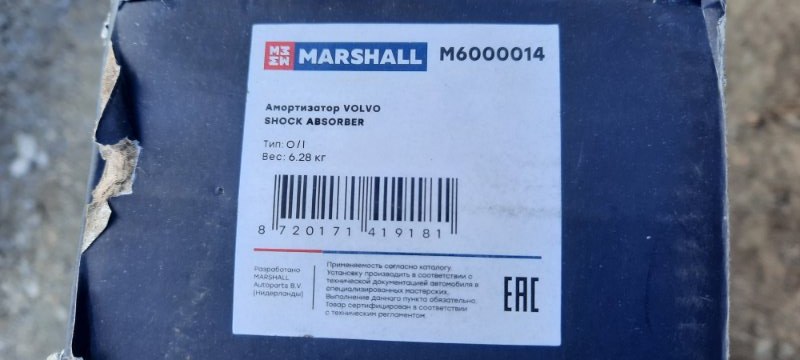 MARSHALL M6000014
Амортизатор VOLVO
SHOCK ABSORBER
Тип: O/I
Вес: 6.28 кг
8 720171 419181
Разработано
MARSHALL
Autoparts B.V
(Нидерланды)
Применяемость согласно каталогу.
Установку производить в соответствии с
технической документацией автомобиля в
специализированных мастерских.
Выполнение данного пункта обязательно.
Товар сертифицирован в соответствии
с техническим регламентом
EAC